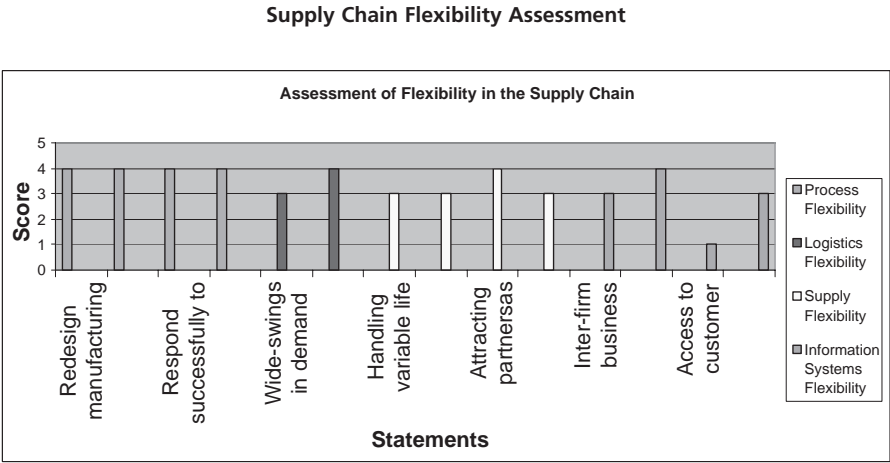 Supply Chain Flexibility Assessment
Assessment of Flexibility in the Supply Chain
Score
5
4
3
2
1
0
Redesign
manufacturing
Respond
successfully to
Wide-swings
in demand
Handling
variable life
Attracting
partnersas
Inter-firm
business
Access to
customer
Statements
Process
Flexibility
Logistics
Flexibility
Supply
Flexibility
Information
Systems
Flexibility